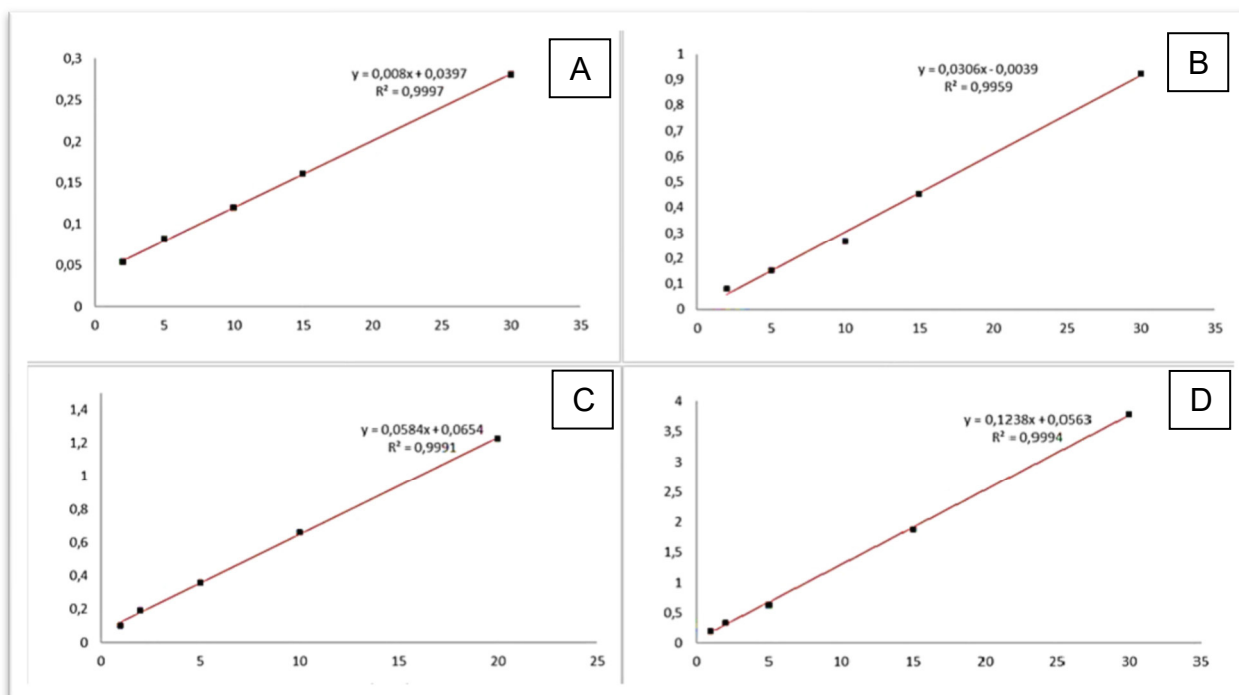 A
y = 0,008x + 0,0397
R² = 0,9997
0,3
0,25
0,2
0,15
0,1
0,05
0
0 5 10 15 20 25 30 35
B
y = 0,0306x - 0,0039
R² = 0,9959
1
0,9
0,8
0,7
0,6
0,5
0,4
0,3
0,2
0,1
0
0 5 10 15 20 25 30 35
C
y = 0,0584x + 0,0654
R² = 0,9991
1,4
1,2
1
0,8
0,6
0,4
0,2
0
0 5 10 15 20 25
D
y = 0,1238x + 0,0563
R² = 0,9994
4
3,5
3
2,5
2
1,5
1
0,5
0
0 5 10 15 20 25 30 35